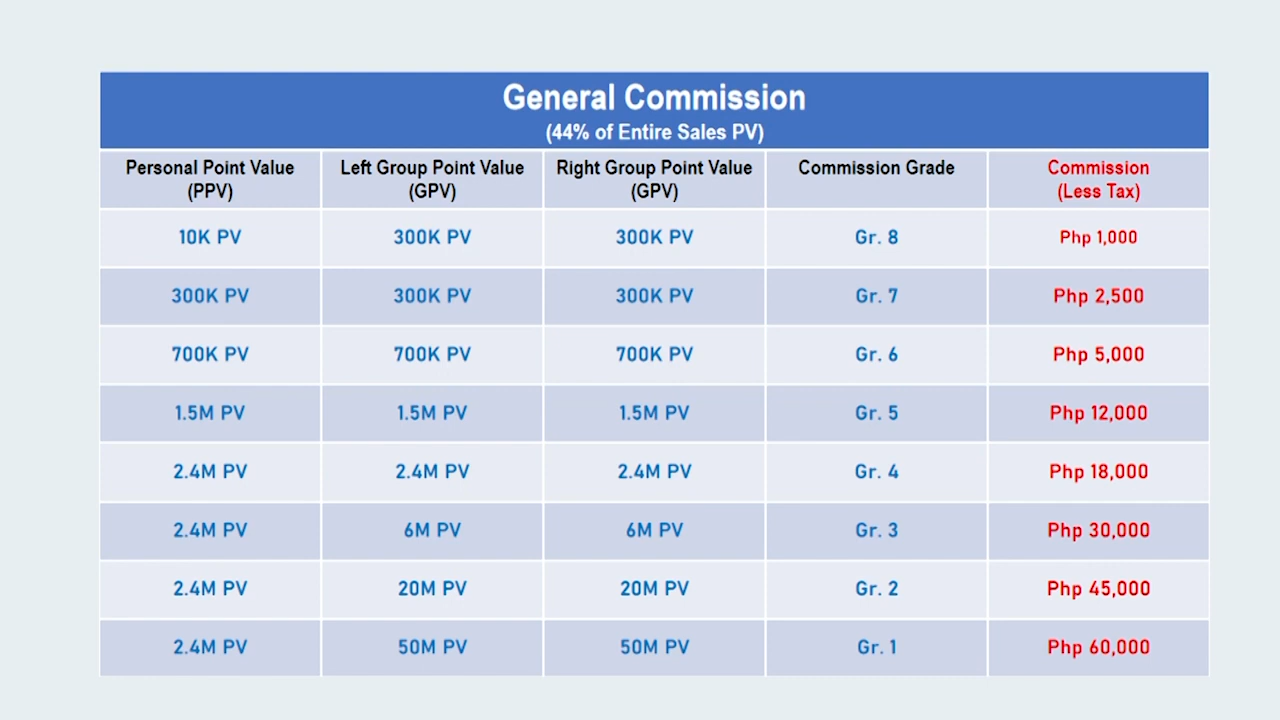 General Commission
(44% of Entire Sales PV)
Personal Point Value (PPV) Left Group Point Value (GPV) Right Group Point Value (GPV) Commission Grade Commission (Less Tax)
10K PV 300K PV 300K PV Gr. 8 Php 1,000
300K PV 300K PV 300K PV Gr. 7 Php 2,500
700K PV 700K PV 700K PV Gr. 6 Php 5,000
1.5M PV 1.5M PV 1.5M PV Gr. 5 Php 12,000
2.4M PV 2.4M PV 2.4M PV Gr. 4 Php 18,000
2.4M PV 6M PV 6M PV Gr. 3 Php 30,000
2.4M PV 20M PV 20M PV Gr. 2 Php 45,000
2.4M PV 50M PV 50M PV Gr. 1 Php 60,000